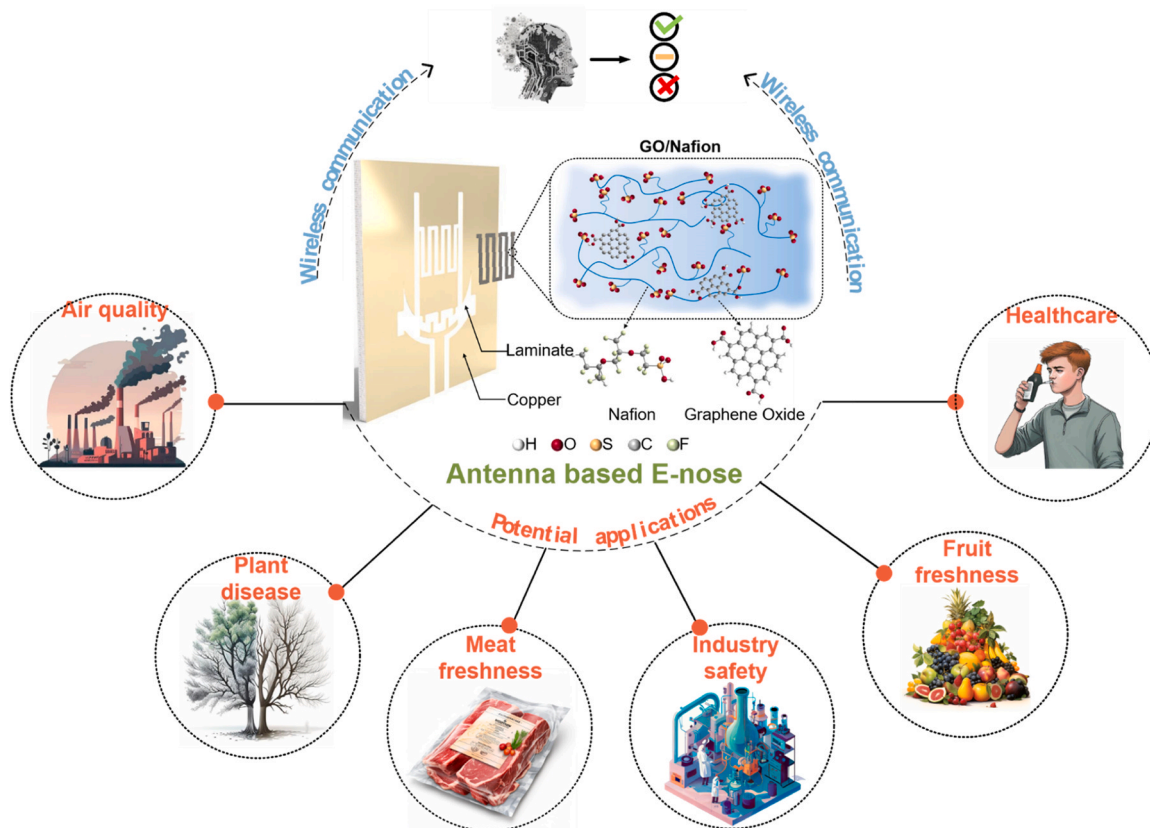 Wireless communication
Wireless communication
GO/Nafion
Laminate
Copper
Nafion
Graphene Oxide
H O S C F
Antenna based E-nose
Potential applications
Air quality
Healthcare
Plant
disease
Fruit
freshness
Meat
freshness
Industry
safety